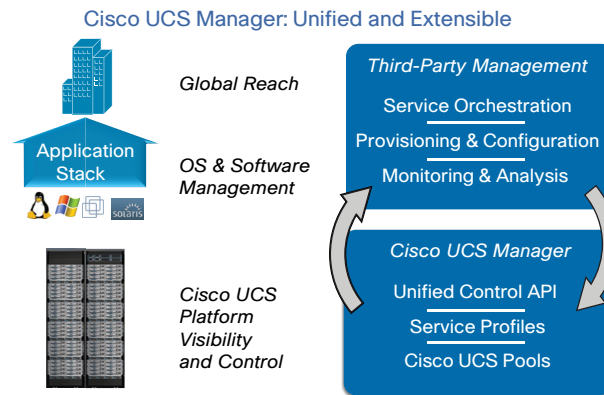 Cisco UCS Manager: Unified and Extensible
Global Reach
Application
Stack
OS & Software
Management
solaris
Cisco UCS
Platform
Visibility
and Control
Third-Party Management
Service Orchestration
Provisioning & Configuration
Monitoring & Analysis
Cisco UCS Manager
Unified Control API
Service Profiles
Cisco UCS Pools